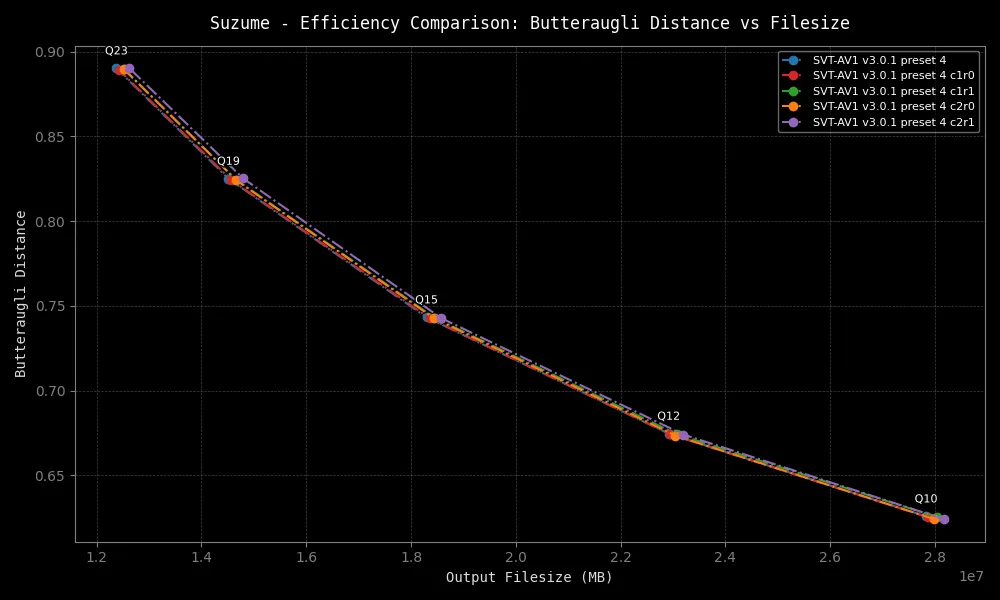 Suzume - Efficiency Comparison: Butteraugli Distance vs Filesize
0.90
0.85
0.80
0.75
0.70
0.65
Butteraugli Distance
Q23
Q19
Q15
Q12
Q10
SVT-AV1 v3.0.1 preset 4
SVT-AV1 v3.0.1 preset 4 c1r0
SVT-AV1 v3.0.1 preset 4 c1r1
SVT-AV1 v3.0.1 preset 4 c2r0
SVT-AV1 v3.0.1 preset 4 c2r1
1.2 1.4 1.6 1.8 2.0 2.2 2.4 2.6 2.8
1e7
Output Filesize (MB)